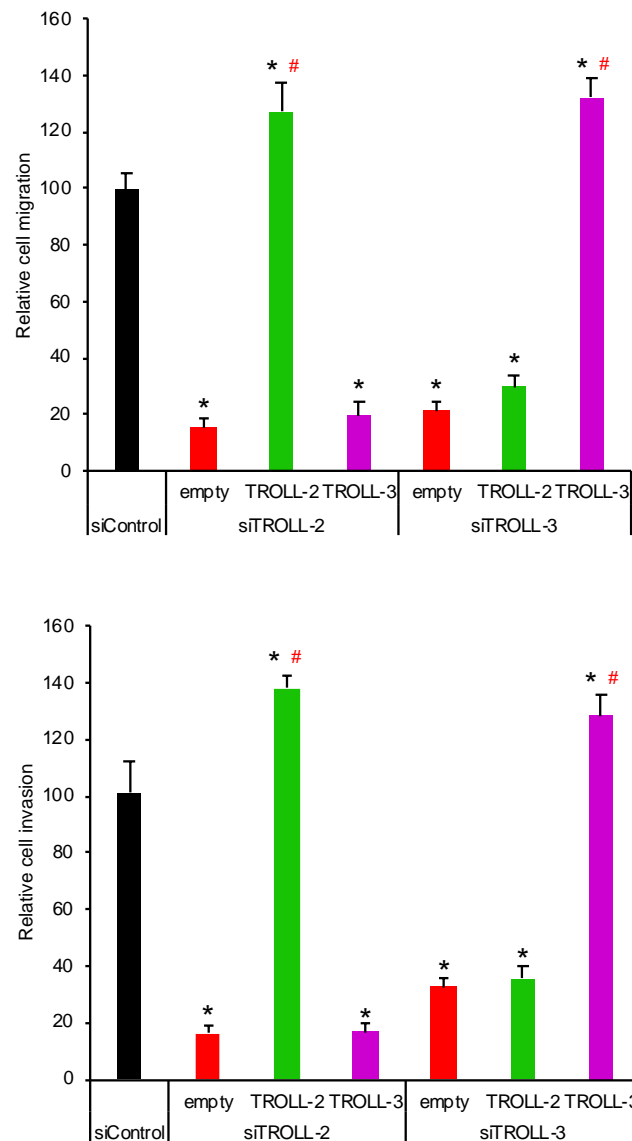 160
* # * #
140
120
100
80
60
40
* * * *
20
0
Relative cell migration
empty TROLL-2 TROLL-3 empty TROLL-2 TROLL-3
siControl siTROLL-2 siTROLL-3
160
* # * #
140
120
100
80
60
40
* * * *
20
0
Relative cell invasion
empty TROLL-2 TROLL-3 empty TROLL-2 TROLL-3
siControl siTROLL-2 siTROLL-3